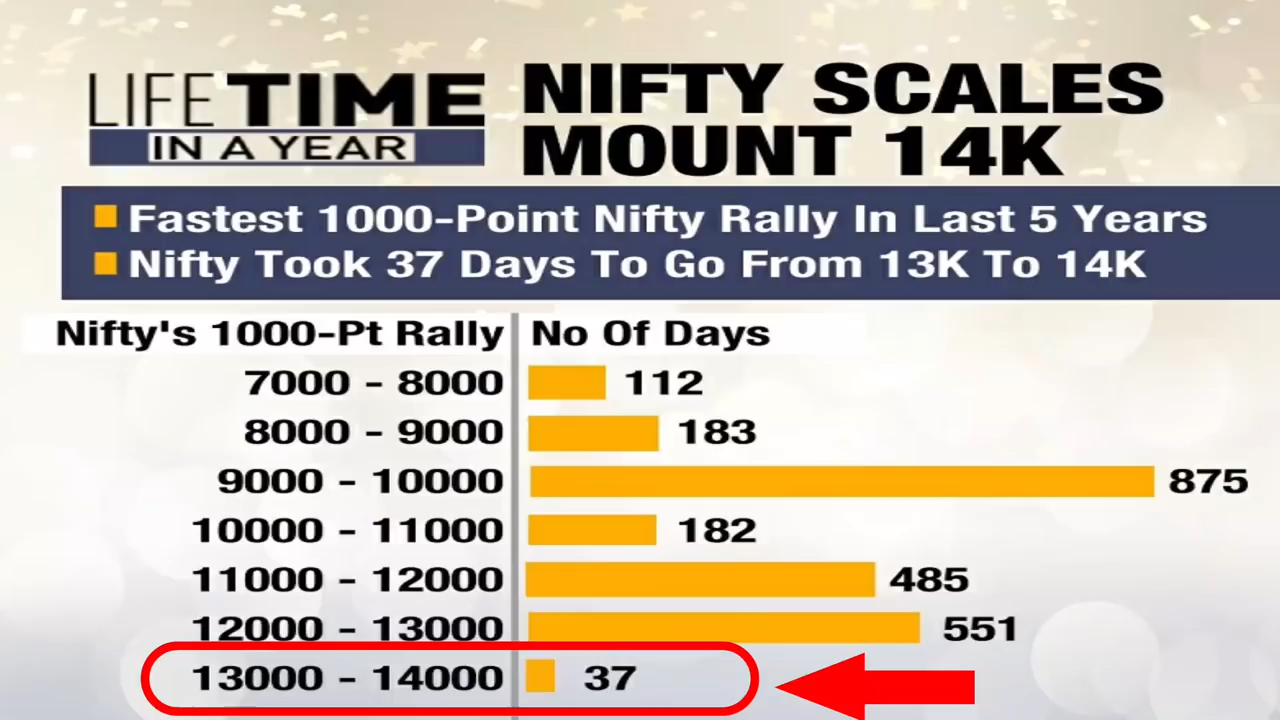 LIFETIME
IN A YEAR
NIFTY SCALES
MOUNT 14K
Fastest 1000-Point Nifty Rally In Last 5 Years
Nifty Took 37 Days To Go From 13K To 14K
Nifty's 1000-Pt Rally No Of Days
7000 - 8000 112
8000 - 9000 183
9000 - 10000 875
10000 - 11000 182
11000 - 12000 485
12000 - 13000 551
13000 - 14000 37